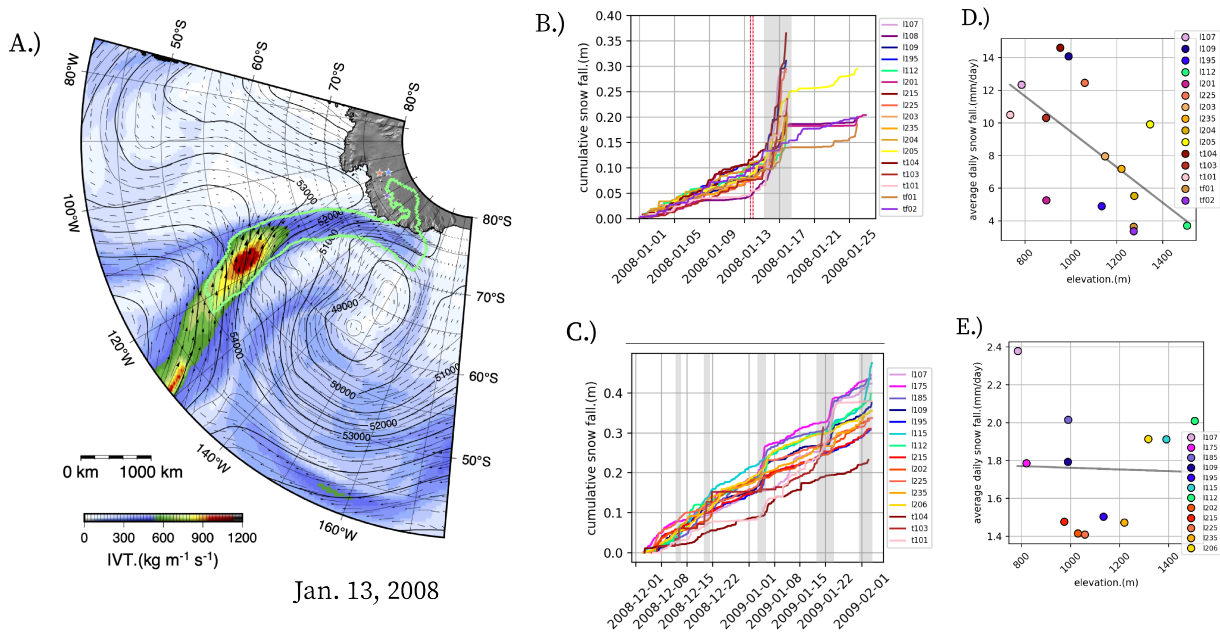 A.)
50°S
60°S
70°S
80°S
80°W
100°W
120°W
140°W
160°W
80°S
70°S
60°S
50°S
53000
52000
51000
49000
54000
50000
53000
52000
51000
0 km 1000 km
0 300 600 900 1200
IVT.(kg m⁻¹ s⁻¹)
Jan. 13, 2008
B.)
cumulative snow fall.(m)
0.40
0.35
0.30
0.25
0.20
0.15
0.10
0.05
0.00
2008-01-01
2008-01-05
2008-01-09
2008-01-13
2008-01-17
2008-01-21
2008-01-25
l107
l108
l109
l195
l112
l201
l215
l225
l203
l235
l204
l205
t104
t103
t101
tf01
tf02
C.)
cumulative snow fall.(m)
0.4
0.3
0.2
0.1
0.0
2008-12-01
2008-12-08
2008-12-15
2008-12-22
2009-01-01
2009-01-08
2009-01-15
2009-01-22
2009-02-01
l107
l175
l185
l109
l195
l115
l112
l215
l202
l225
l235
l206
t104
t103
t101
D.)
average daily snow fall.(mm/day)
14
12
10
8
6
4
800
1000
1200
1400
elevation.(m)
l107
l109
l195
l112
l201
l225
l203
l235
l204
l205
t104
t103
t101
tf01
tf02
E.)
average daily snow fall.(mm/day)
2.4
2.2
2.0
1.8
1.6
1.4
800
1000
1200
1400
elevation.(m)
l107
l175
l185
l109
l195
l115
l112
l202
l215
l225
l235
l206